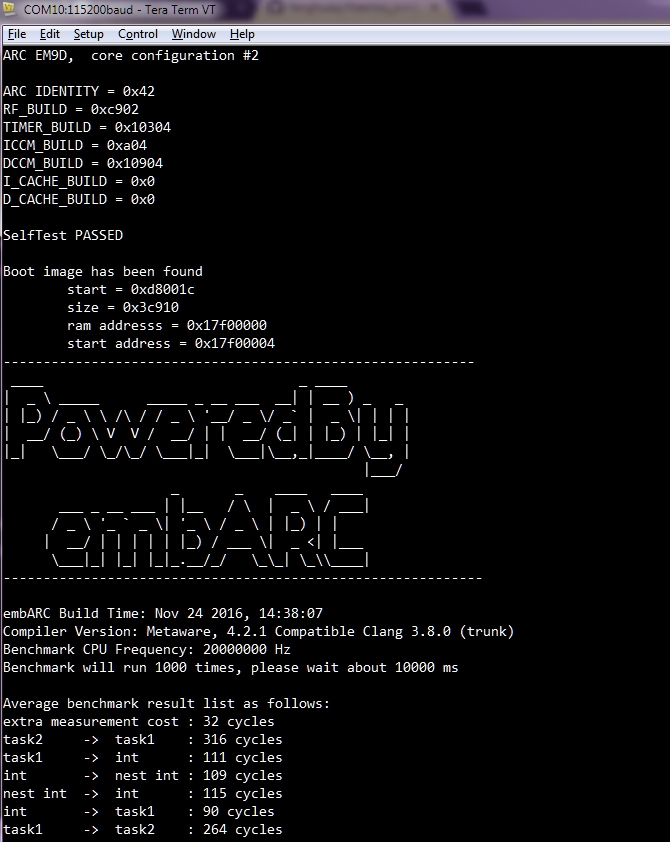 COM10:115200baud - Tera Term VT
File Edit Setup Control Window Help
ARC EM9D,  core configuration #2
ARC IDENTITY = 0x42
RF_BUILD = 0xc902
TIMER_BUILD = 0x10304
ICCM_BUILD = 0xa04
DCCM_BUILD = 0x10904
I_CACHE_BUILD = 0x0
D_CACHE_BUILD = 0x0
SelfTest PASSED
Boot image has been found
start = 0xd8001c
size = 0x3c910
ram addresss = 0x17f00000
start address = 0x17f00004
PoweredBy
embARC
embARC Build Time: Nov 24 2016, 14:38:07
Compiler Version: Metaware, 4.2.1 Compatible Clang 3.8.0 (trunk)
Benchmark CPU Frequency: 20000000 Hz
Benchmark will run 1000 times, please wait about 10000 ms
Average benchmark result list as follows:
extra measurement cost : 32 cycles
task2     ->  task1    : 316 cycles
task1     ->  int      : 111 cycles
int       ->  nest int : 109 cycles
nest int  ->  int      : 115 cycles
int       ->  task1    : 90 cycles
task1     ->  task2    : 264 cycles